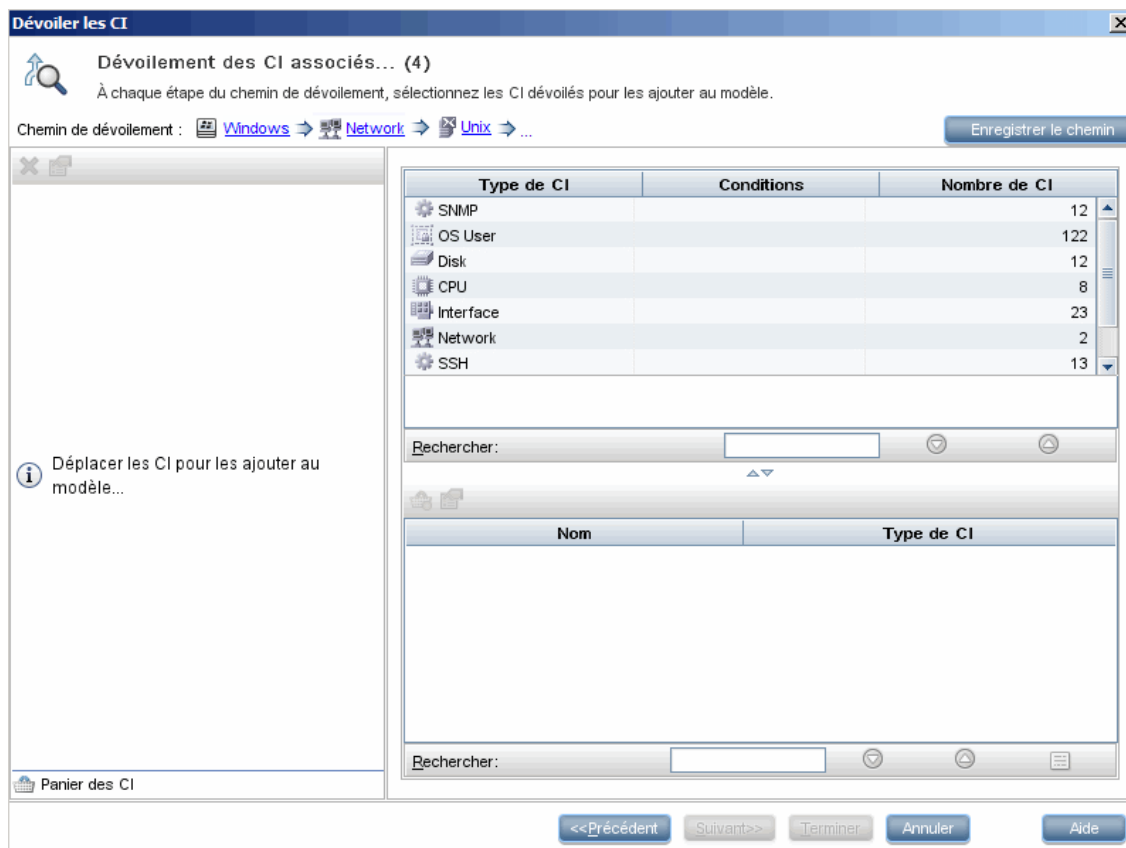 Dévoiler les CI
Dévoilement des CI associés... (4)
À chaque étape du chemin de dévoilement, sélectionnez les CI dévoilés pour les ajouter au modèle.
Chemin de dévoilement : Windows Network Unix ...
Enregistrer le chemin
Type de CI Conditions Nombre de CI
SNMP 12
OS User 122
Disk 12
CPU 8
Interface 23
Network 2
SSH 13
Rechercher:
Déplacer les CI pour les ajouter au
modèle...
Nom Type de CI
Rechercher:
Panier des CI
<<Précédent Suivant>> Terminer Annuler Aide